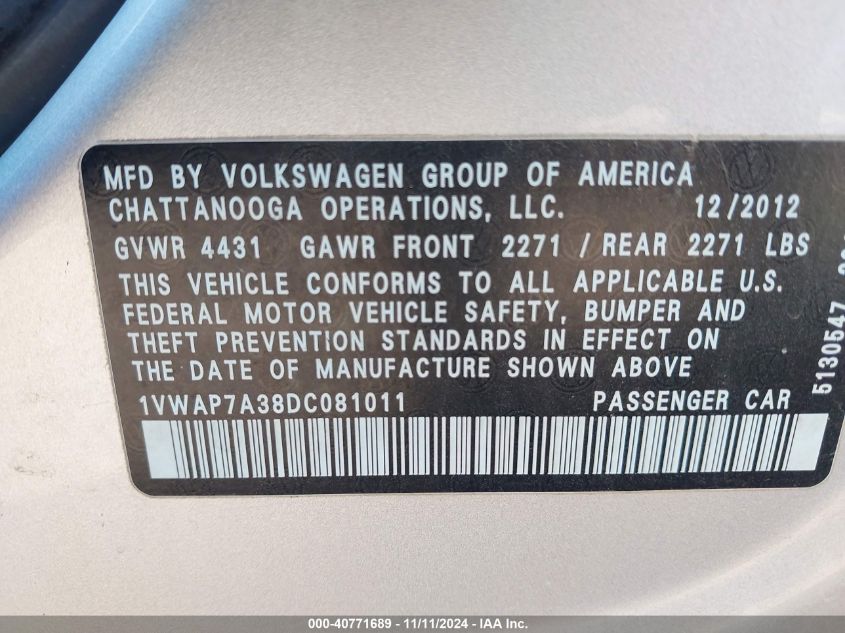 MFD BY VOLKSWAGEN GROUP OF AMERICA
CHATTANOOGA OPERATIONS, LLC. 12/2012
GVWR 4431 GAWR FRONT 2271 / REAR 2271 LBS
THIS VEHICLE CONFORMS TO ALL APPLICABLE U.S.
FEDERAL MOTOR VEHICLE SAFETY, BUMPER AND
THEFT PREVENTION STANDARDS IN EFFECT ON
THE DATE OF MANUFACTURE SHOWN ABOVE
1VWAP7A38DC081011 PASSENGER CAR
5130547
000-40771689 - 11/11/2024 - IAA Inc.